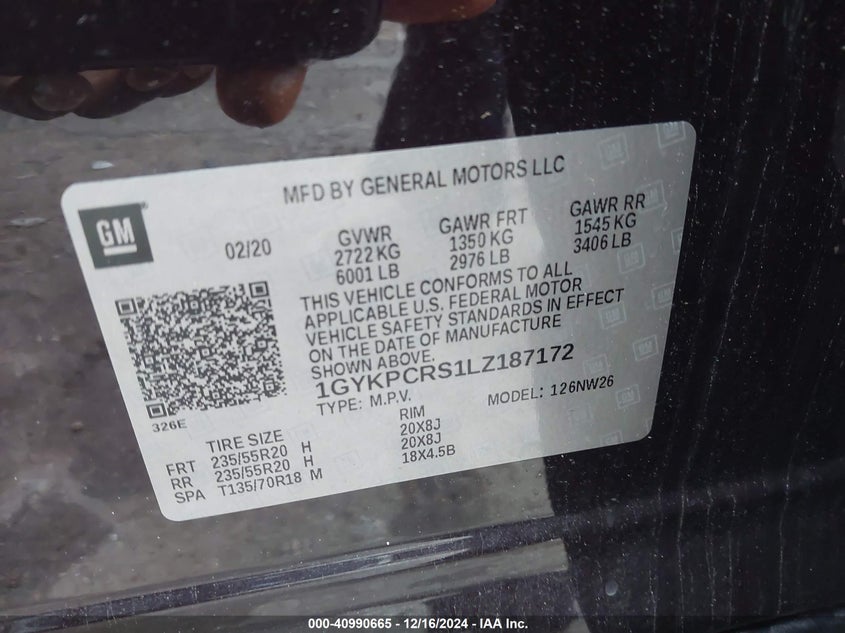 MFD BY GENERAL MOTORS LLC
GM
02/20
GVWR
2722 KG
6001 LB
GAWR FRT
1350 KG
2976 LB
GAWR RR
1545 KG
3406 LB
THIS VEHICLE CONFORMS TO ALL
APPLICABLE U.S. FEDERAL MOTOR
VEHICLE SAFETY STANDARDS IN EFFECT
ON THE DATE OF MANUFACTURE
SHOWN ABOVE.
1GYKPCRS1LZ187172
TYPE: M.P.V. MODEL: 126NW26
326E
TIRE SIZE RIM
FRT 235/55R20 H 20X8J
RR 235/55R20 H 20X8J
SPA T135/70R18 M 18X4.5B
000-40990665 - 12/16/2024 - IAA Inc.